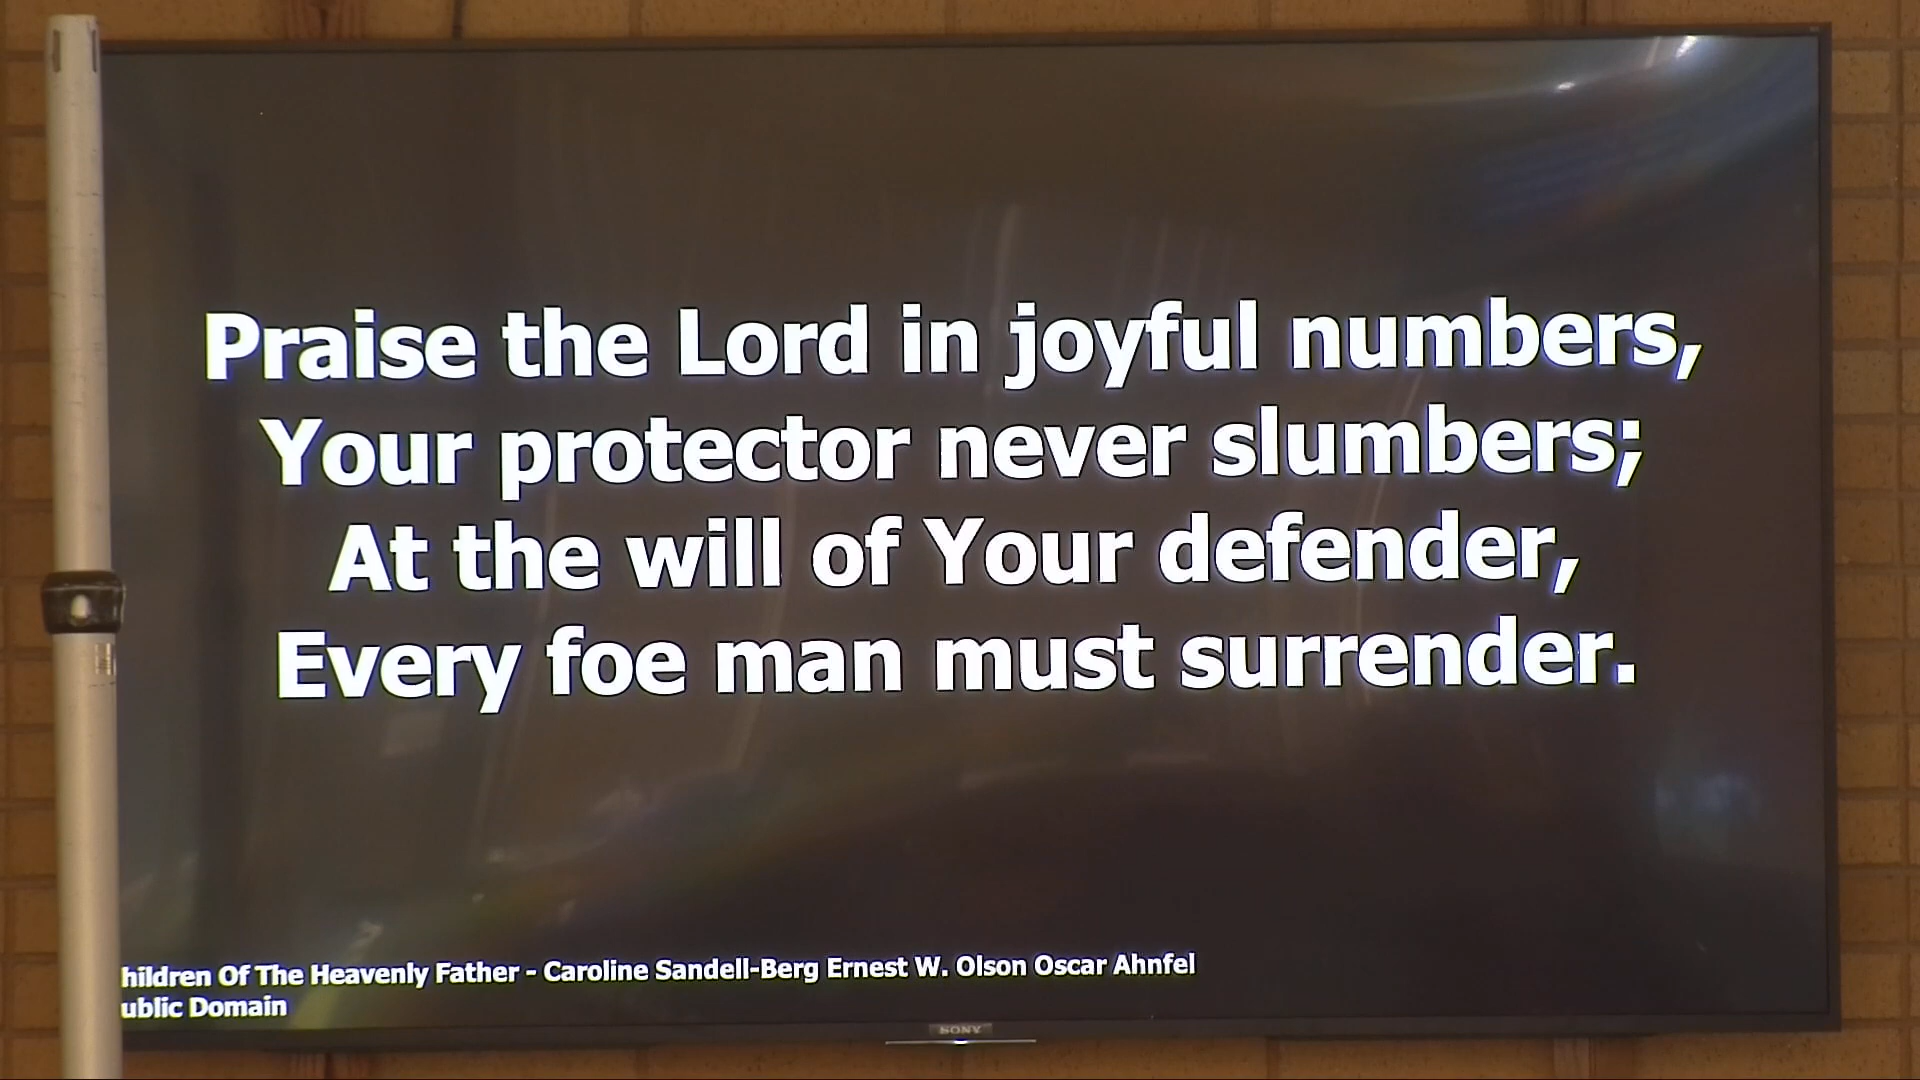 Praise the Lord in joyful numbers,
Your protector never slumbers;
At the will of Your defender,
Every foe man must surrender.
hildren Of The Heavenly Father - Caroline Sandell-Berg Ernest W. Olson Oscar Ahnfel
ublic Domain
SONY